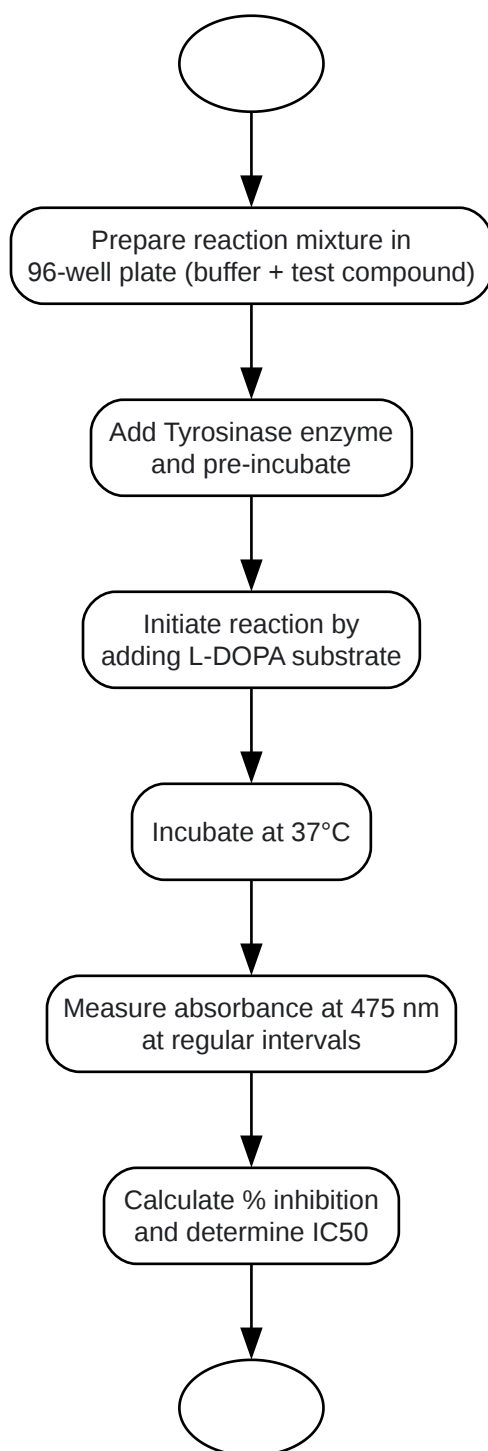 Prepare reaction mixture in
96-well plate (buffer + test compound)
Add Tyrosinase enzyme
and pre-incubate
Initiate reaction by
adding L-DOPA substrate
Incubate at 37°C
Measure absorbance at 475 nm
at regular intervals
Calculate % inhibition
and determine IC50